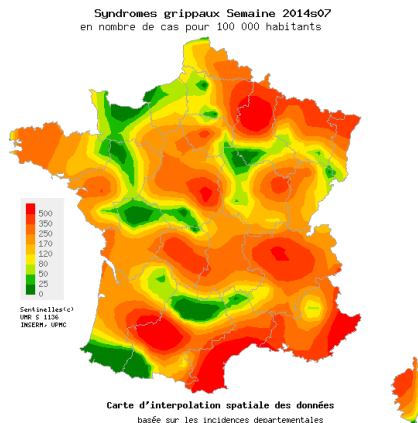 Syndromes grippaux Semaine 2014s07
en nombre de cas pour 100 000 habitants
500
350
250
170
120
80
50
25
0
Sentinelles(c)
UMR S 1136
INSERM, UPMC
Carte d'interpolation spatiale des données
basée sur les incidences departementales